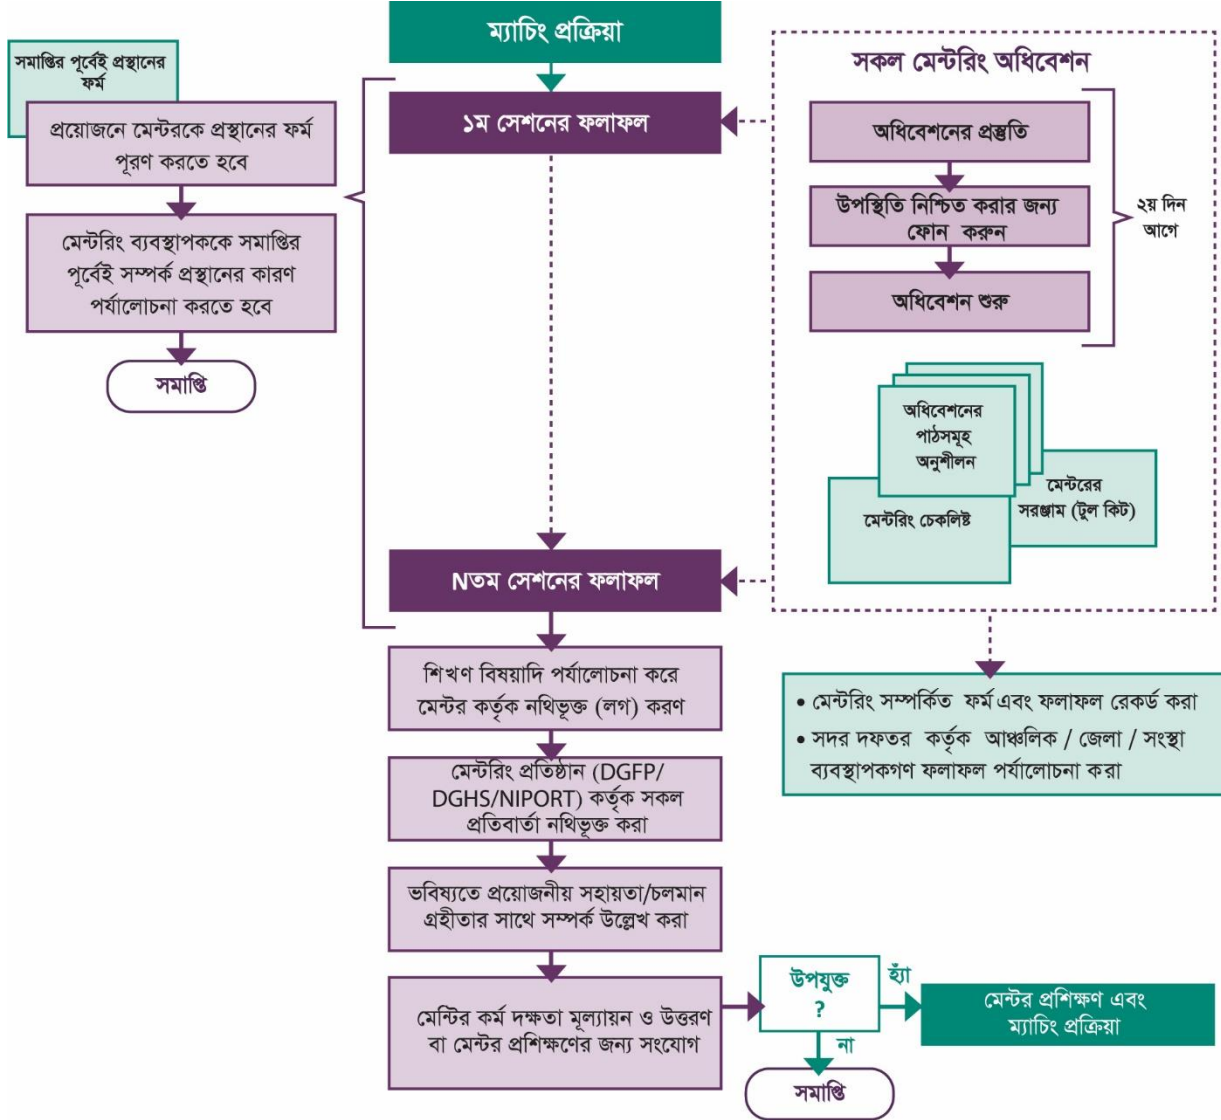 ম্যাচিং প্রক্রিয়া
সমাপ্তির পূর্বেই প্রস্থানের
ফর্ম
প্রয়োজনে মেন্টরকে প্রস্থানের ফর্ম
পূরণ করতে হবে
মেন্টরিং ব্যবস্থাপককে সমাপ্তির
পূর্বেই সম্পর্ক প্রস্থানের কারণ
পর্যালোচনা করতে হবে
সমাপ্তি
১ম সেশনের ফলাফল
সকল মেন্টরিং অধিবেশন
অধিবেশনের প্রস্তুতি
উপস্থিতি নিশ্চিত করার জন্য
ফোন করুন
অধিবেশন শুরু
২য় দিন
আগে
অধিবেশনের
পাঠসমূহ
অনুশীলন
মেন্টরিং চেকলিষ্ট
মেন্টরের
সরঞ্জাম (টুল কিট)
Nতম সেশনের ফলাফল
শিখণ বিষয়াদি পর্যালোচনা করে
মেন্টর কর্তৃক নথিভূক্ত (লগ) করণ
মেন্টরিং প্রতিষ্ঠান (DGFP/
DGHS/NIPORT) কর্তৃক সকল
প্রতিবার্তা নথিভূক্ত করা
ভবিষ্যতে প্রয়োজনীয় সহায়তা/চলমান
গ্রহীতার সাথে সম্পর্ক উল্লেখ করা
মেন্টির কর্ম দক্ষতা মূল্যায়ন ও উত্তরণ
বা মেন্টর প্রশিক্ষণের জন্য সংযোগ
• মেন্টরিং সম্পর্কিত ফর্ম এবং ফলাফল রেকর্ড করা
• সদর দফতর কর্তৃক আঞ্চলিক / জেলা / সংস্থা
ব্যবস্থাপকগণ ফলাফল পর্যালোচনা করা
উপযুক্ত
?
হ্যাঁ
না
মেন্টর প্রশিক্ষণ এবং
ম্যাচিং প্রক্রিয়া
সমাপ্তি